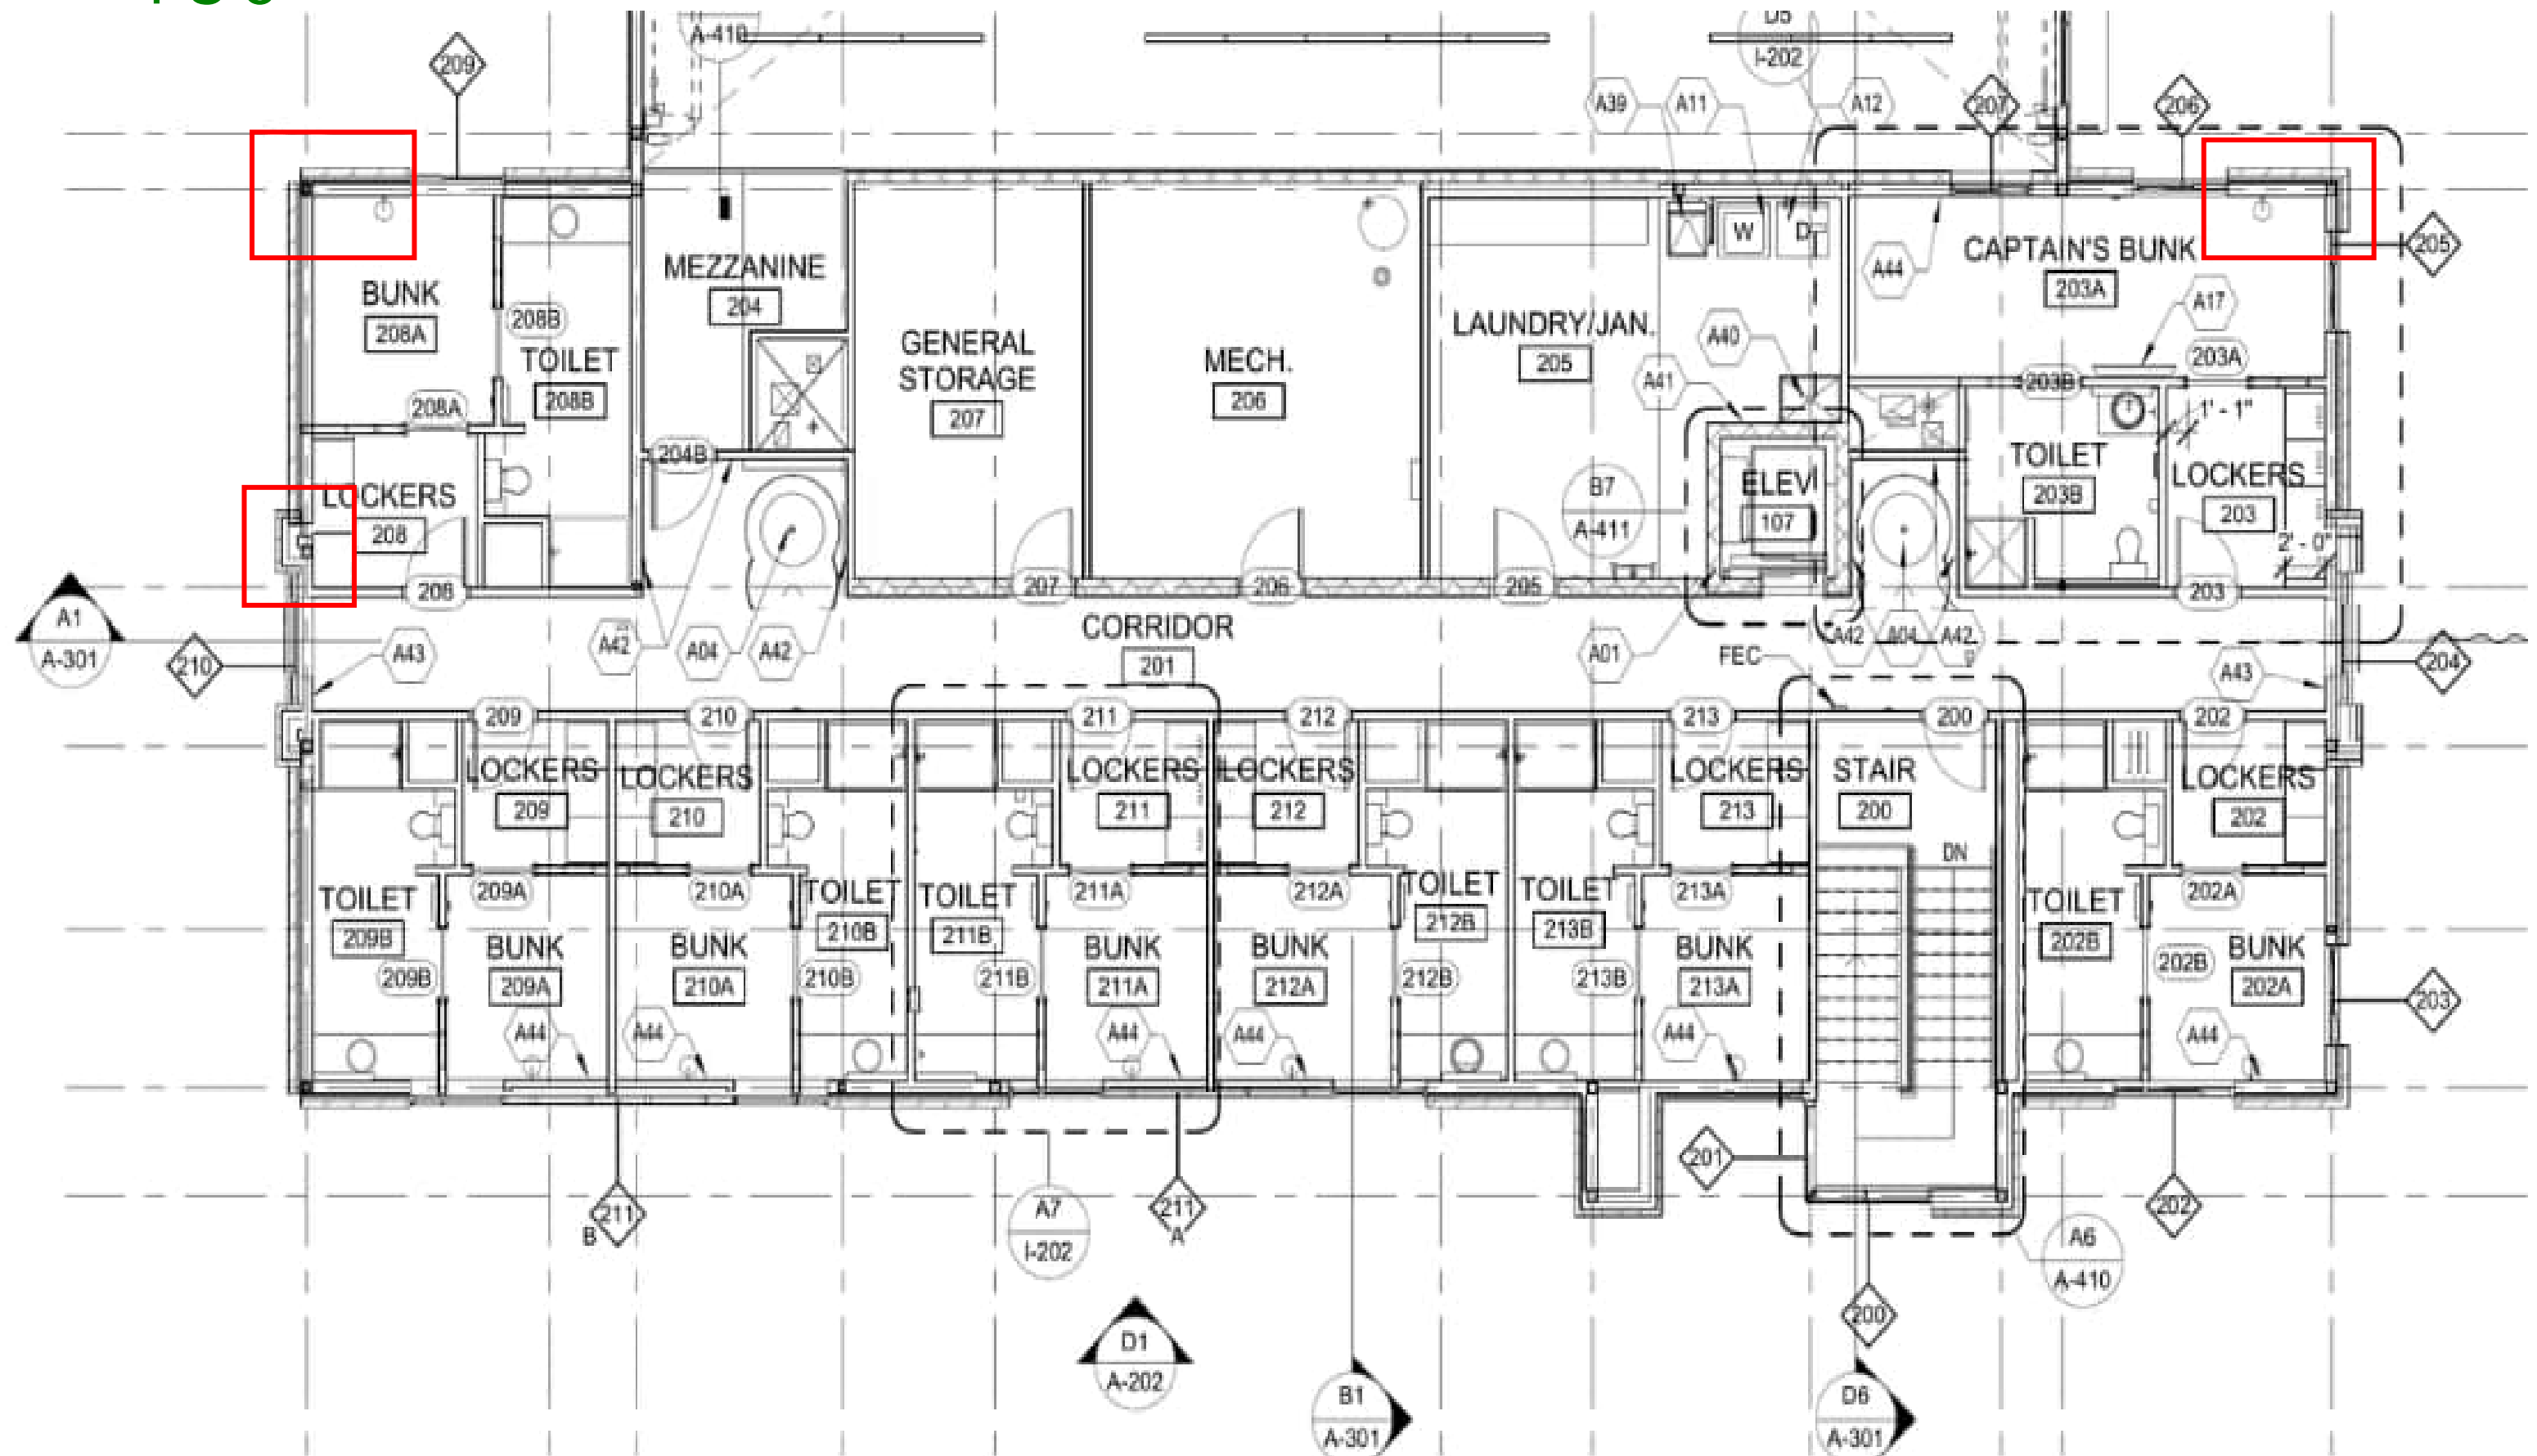 A-410
D5
I-202
209
A39
A11
A12
207
206
W
D
205
CAPTAIN'S BUNK
203A
A44
A17
MEZZANINE
204
BUNK
208A
208B
TOILET
208B
GENERAL
STORAGE
207
MECH.
206
LAUNDRY/JAN.
205
A40
A41
203A
203B
1' - 1"
208A
204B
TOILET
203B
LOCKERS
203
2' - 0"
LOCKERS
208
B7
A-411
ELEV
107
208
207
206
205
203
A1
A-301
210
A43
A42
A04
A42
CORRIDOR
201
A01
FEC
A42
A04
A42
A43
204
209
210
211
212
213
200
202
LOCKERS
209
LOCKERS
210
LOCKERS
211
LOCKERS
212
LOCKERS
213
STAIR
200
DN
LOCKERS
202
209A
210A
211A
212A
213A
202A
TOILET
209B
TOILET
210B
TOILET
211B
TOILET
212B
TOILET
213B
TOILET
202B
209B
BUNK
209A
BUNK
210A
210B
211B
BUNK
211A
BUNK
212A
212B
213B
BUNK
213A
202B
BUNK
202A
203
A44
A44
A44
A44
A44
A44
201
211
B
A7
I-202
211
A
202
A6
A-410
200
D1
A-202
B1
A-301
D6
A-301